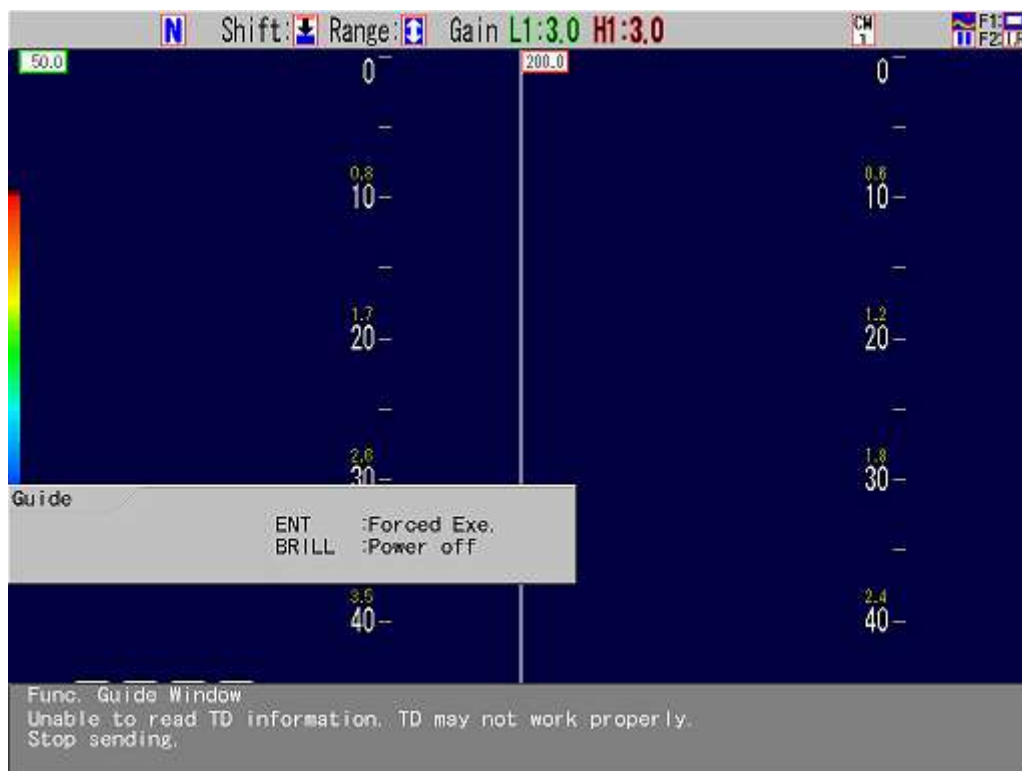 N Shift: Range: Gain L1:3.0 H1:3.0 CM 1 F1:
F2:
50.0 0 200.0 0
0.8 0.6
10 10
1.7 1.2
20 20
2.6 1.8
30 30
Guide
ENT :Forced Exe.
BRILL :Power off
3.5 2.4
40 40
Func. Guide Window
Unable to read TD information. TD may not work properly.
Stop sending.